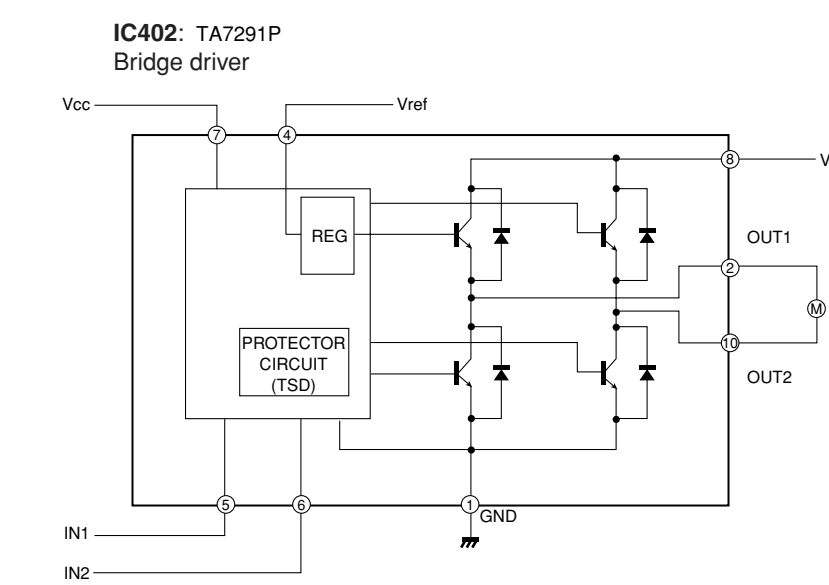 IC402: TA7291P
Bridge driver
Vcc
Vref
7
4
8
V
REG
OUT1
2
M
PROTECTOR
CIRCUIT
(TSD)
10
OUT2
5
6
1
GND
IN1
IN2